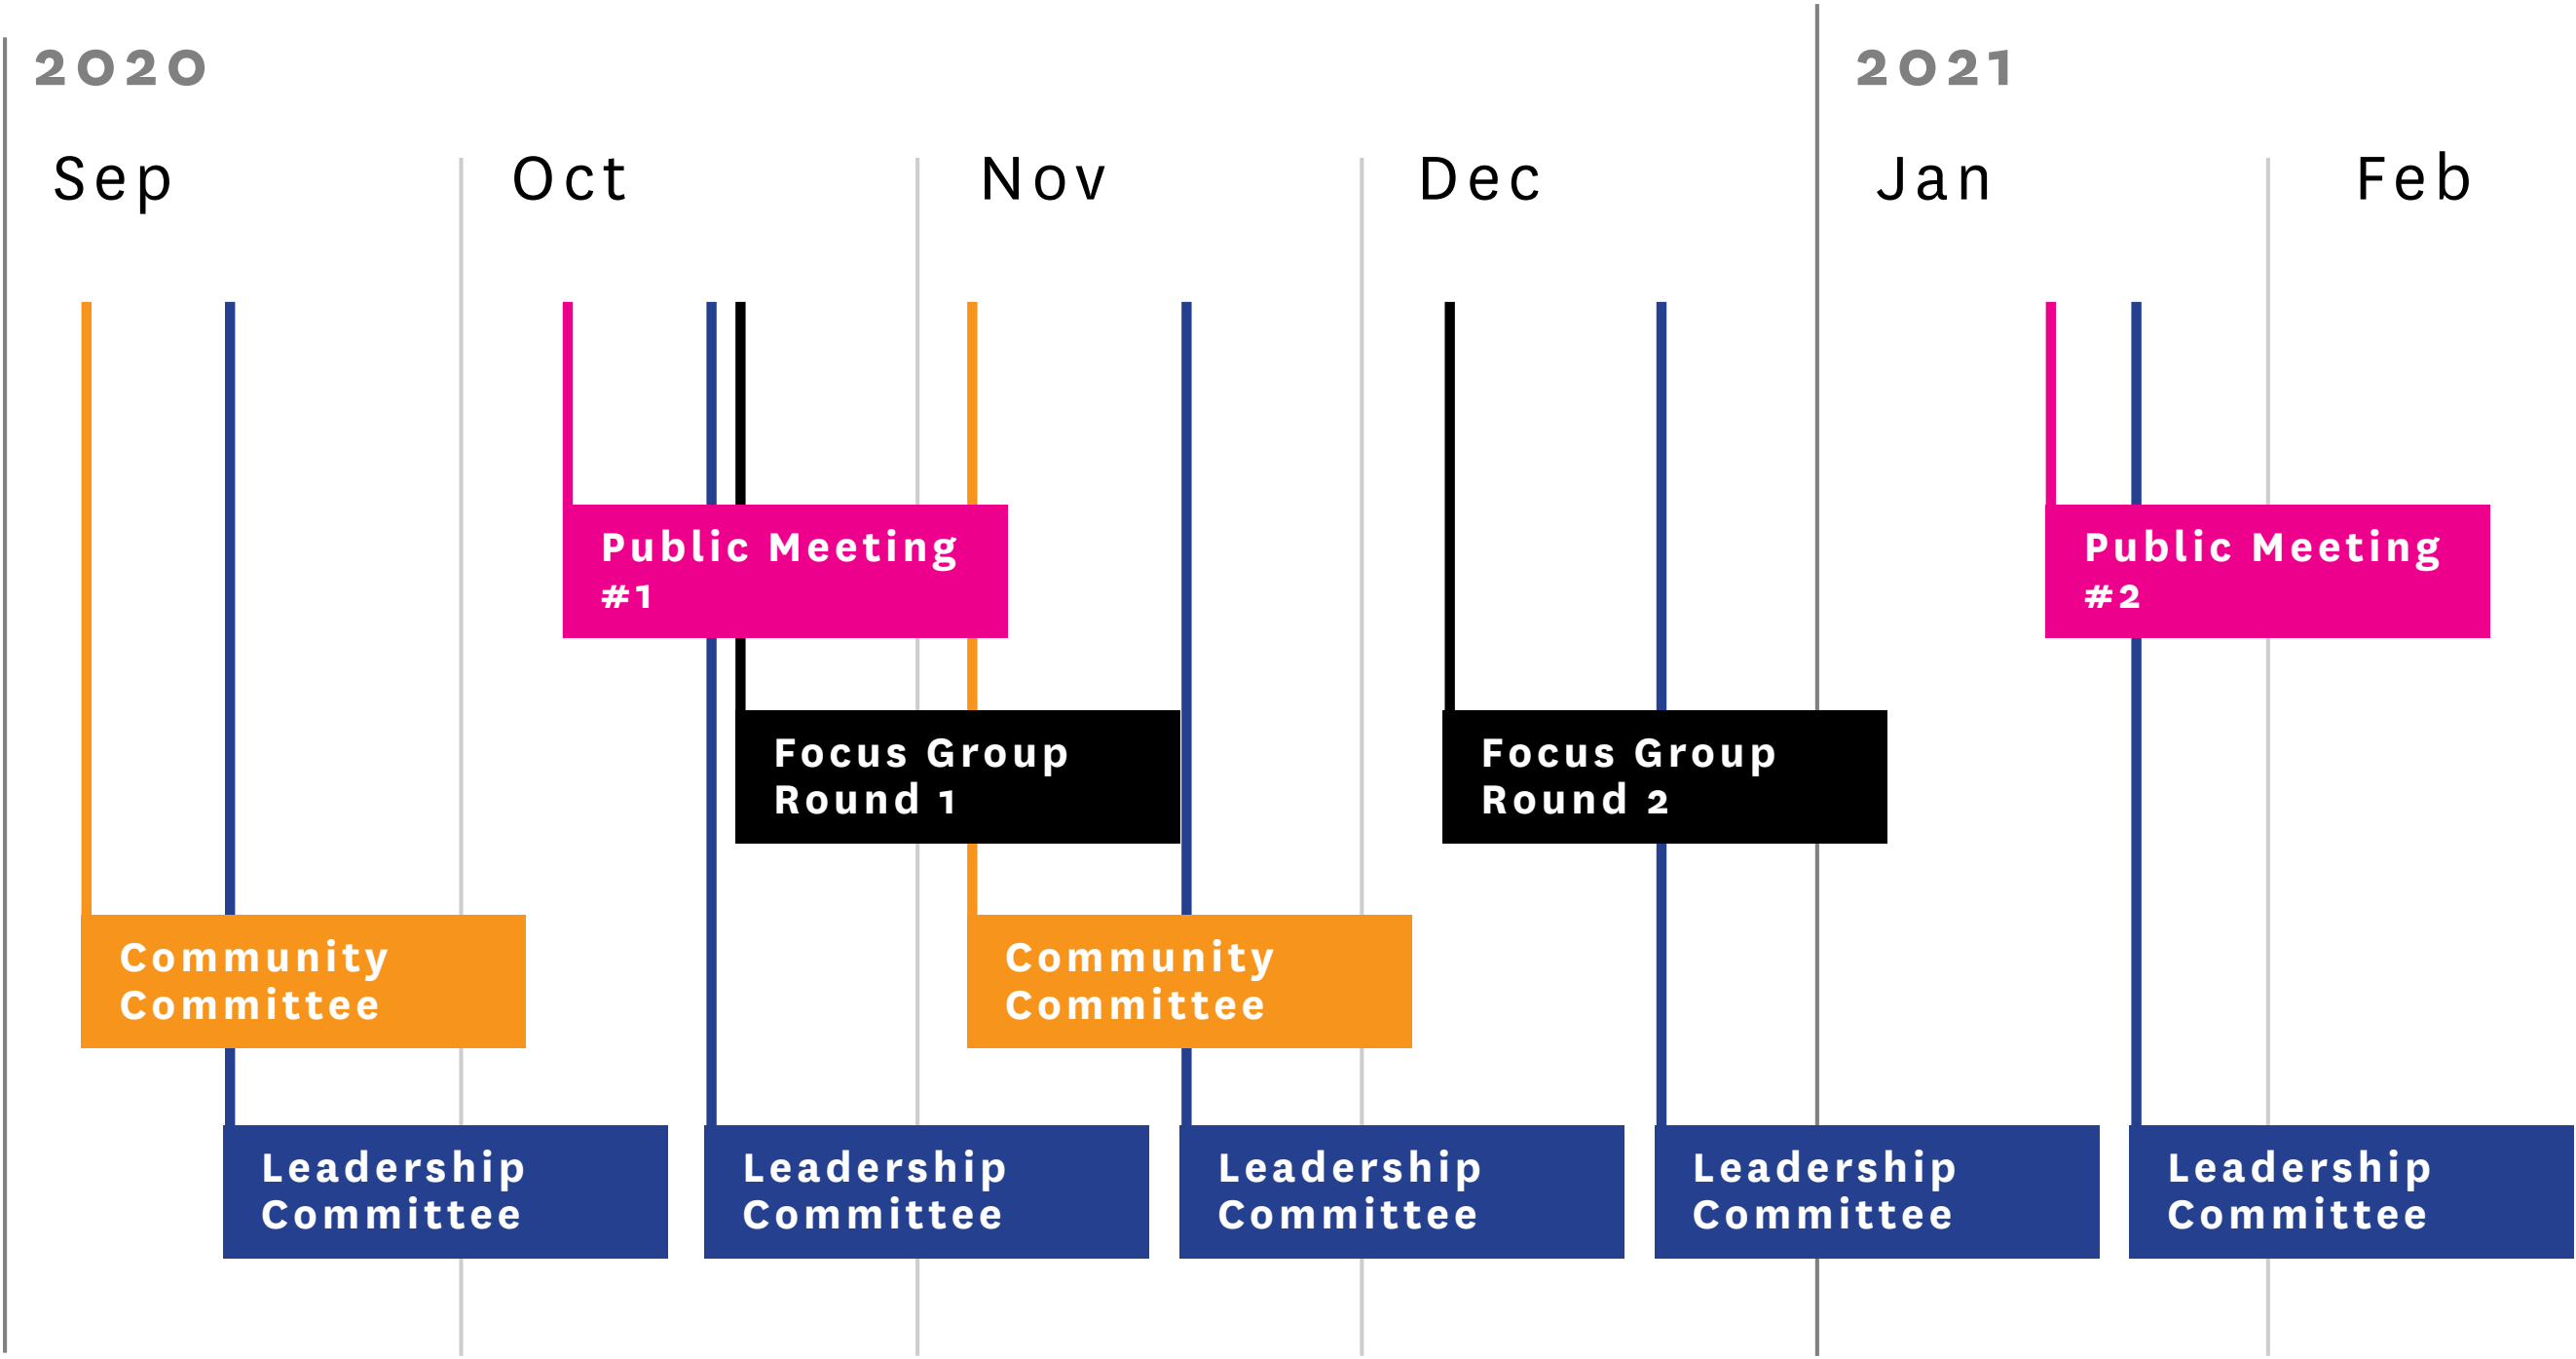 2020
2021
Sep
Oct
Nov
Dec
Jan
Feb
Public Meeting
#1
Public Meeting
#2
Focus Group
Round 1
Focus Group
Round 2
Community
Committee
Community
Committee
Leadership
Committee
Leadership
Committee
Leadership
Committee
Leadership
Committee
Leadership
Committee